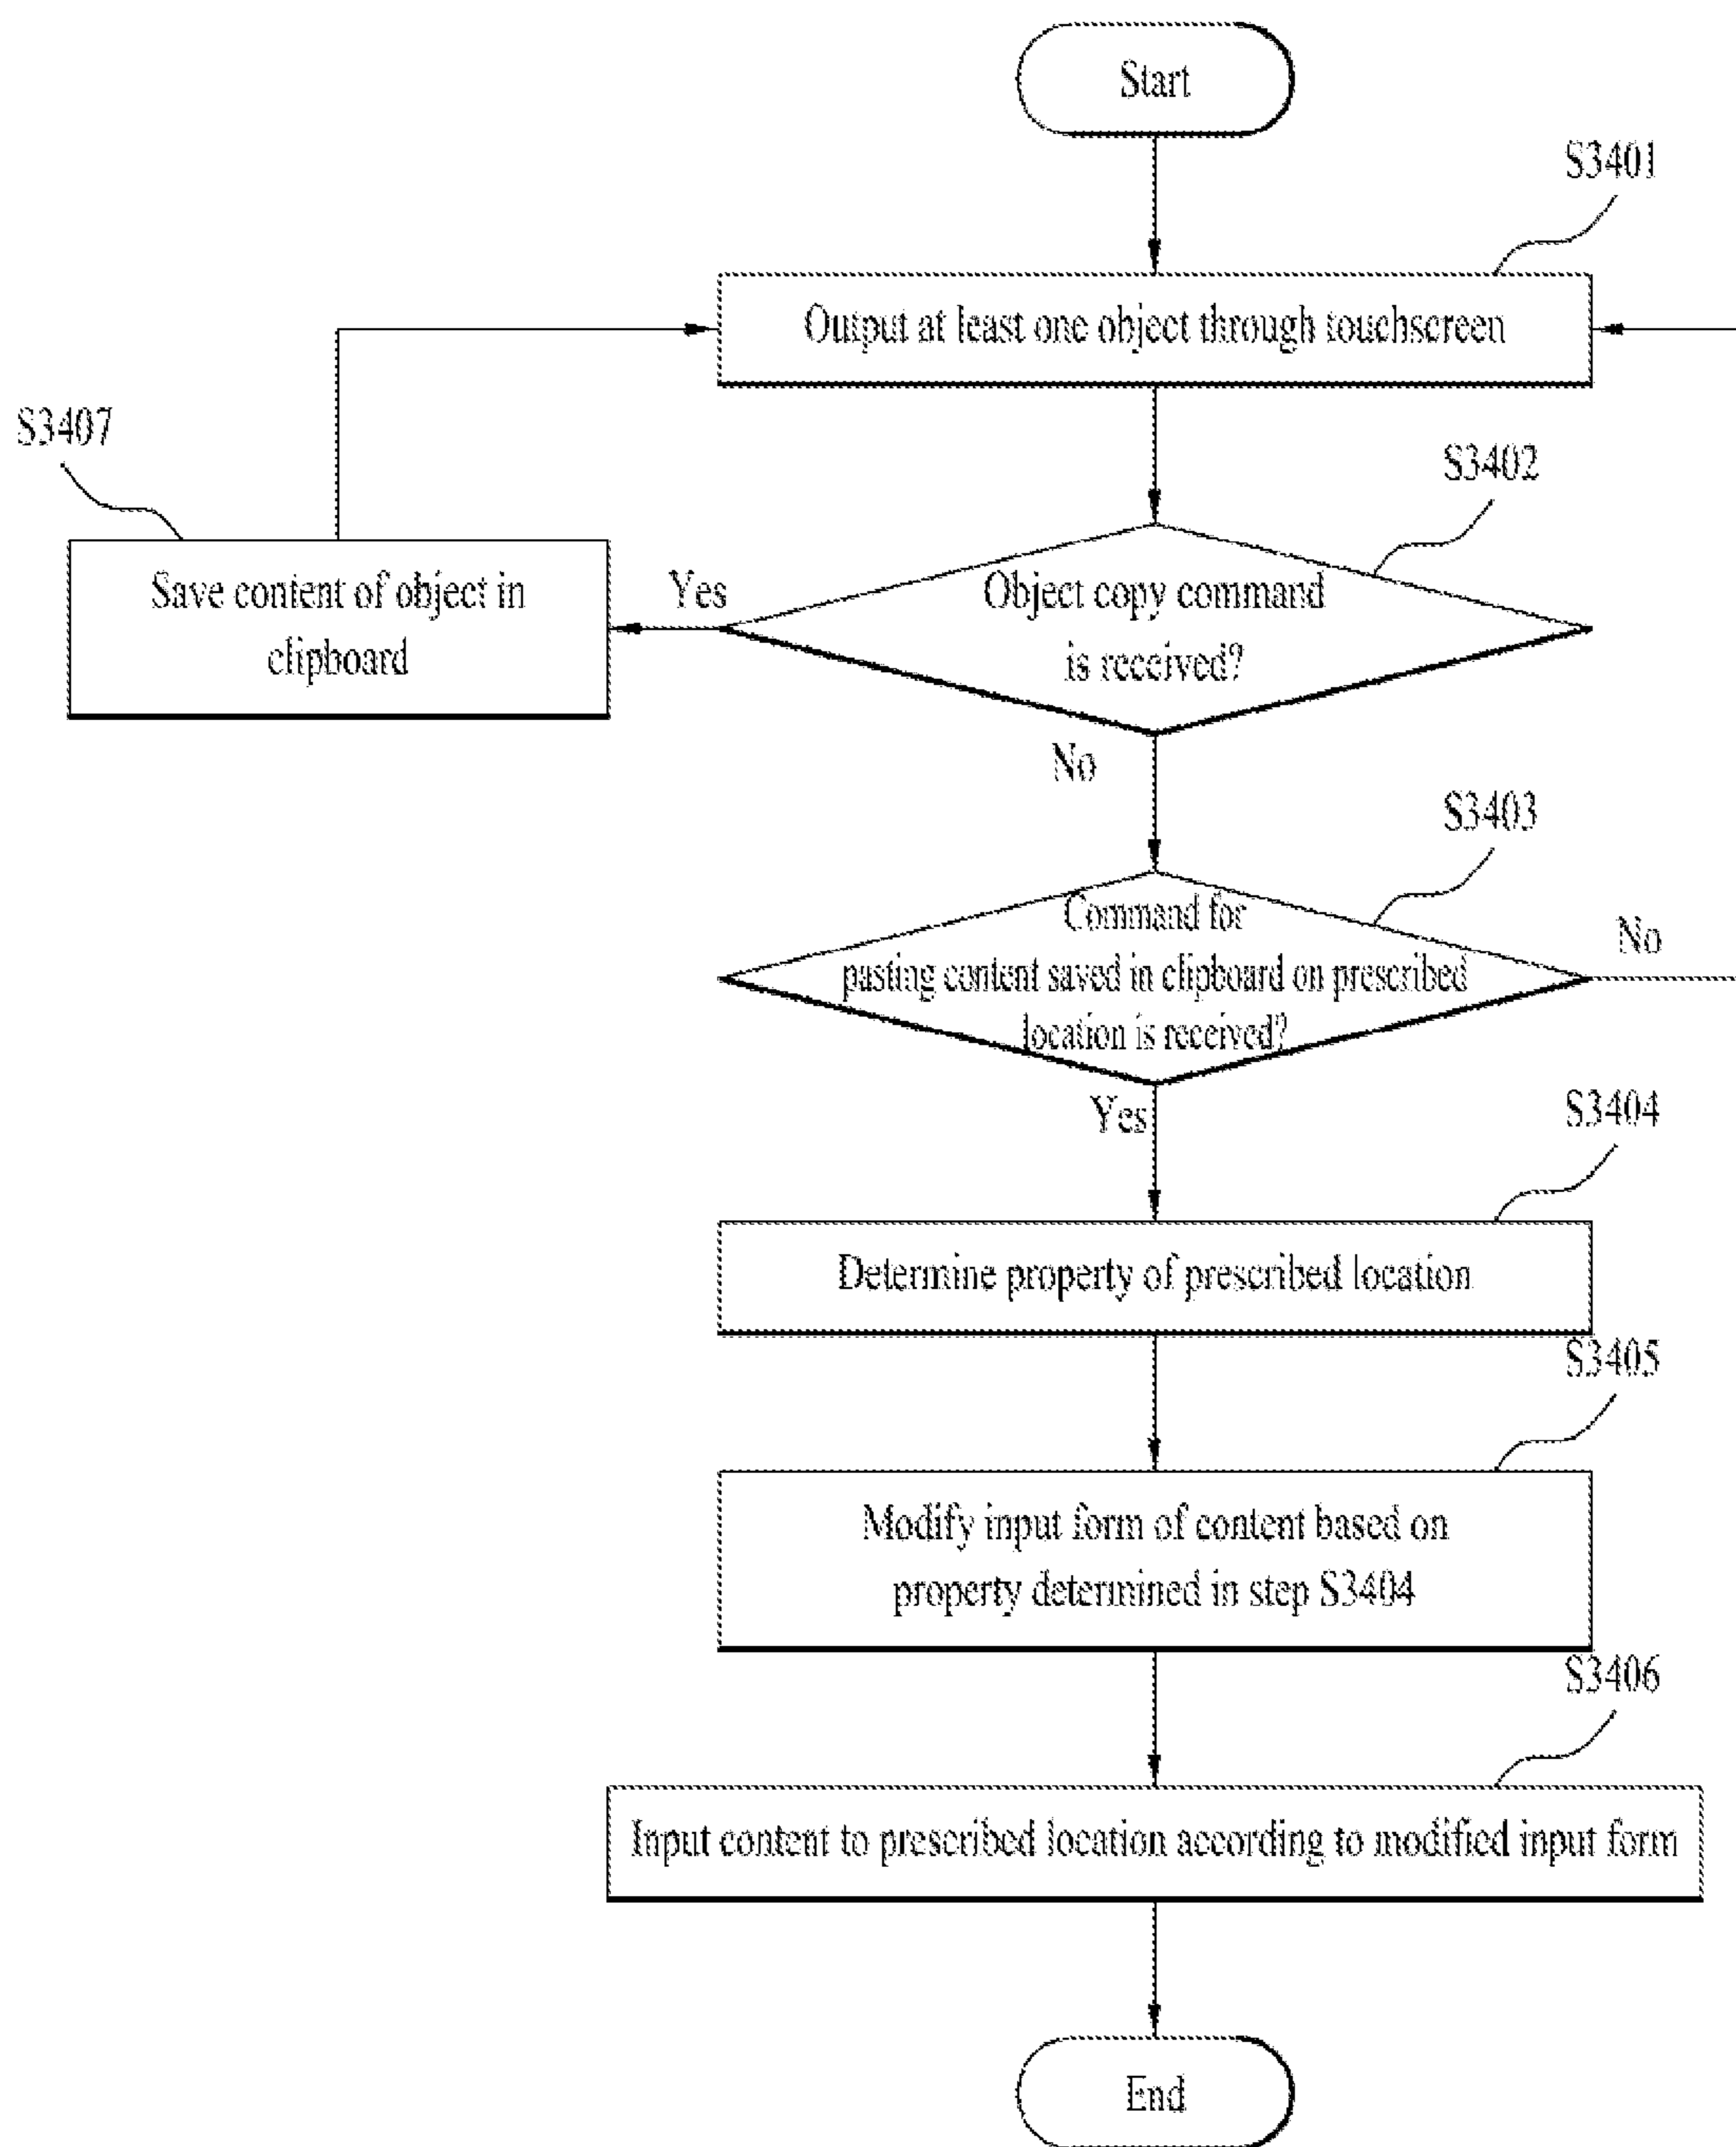 Start
S3401
Output at least one object through touchscreen
S3407
S3402
Save content of object in
clipboard
Yes
Object copy command
is received?
No
S3403
Command for
pasting content saved in clipboard on prescribed
location is received?
No
Yes
S3404
Determine property of prescribed location
S3405
Modify input form of content based on
property determined in step S3404
S3406
Input content to prescribed location according to modified input form
End